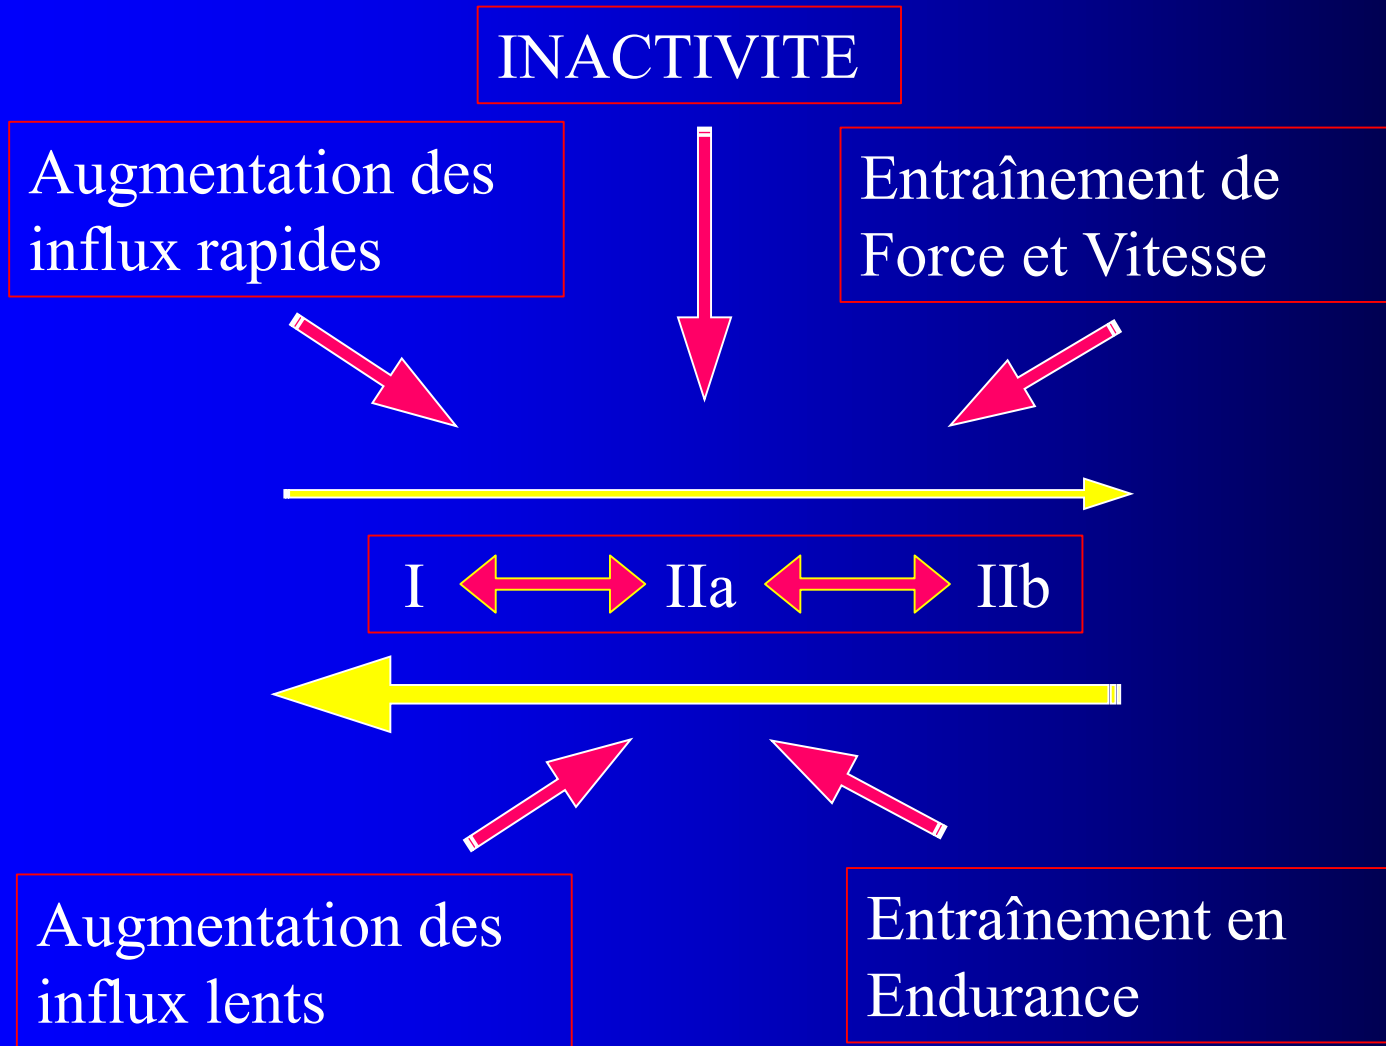 INACTIVITE
Augmentation des
influx rapides
Entraînement de
Force et Vitesse
I IIa IIb
Augmentation des
influx lents
Entraînement en
Endurance